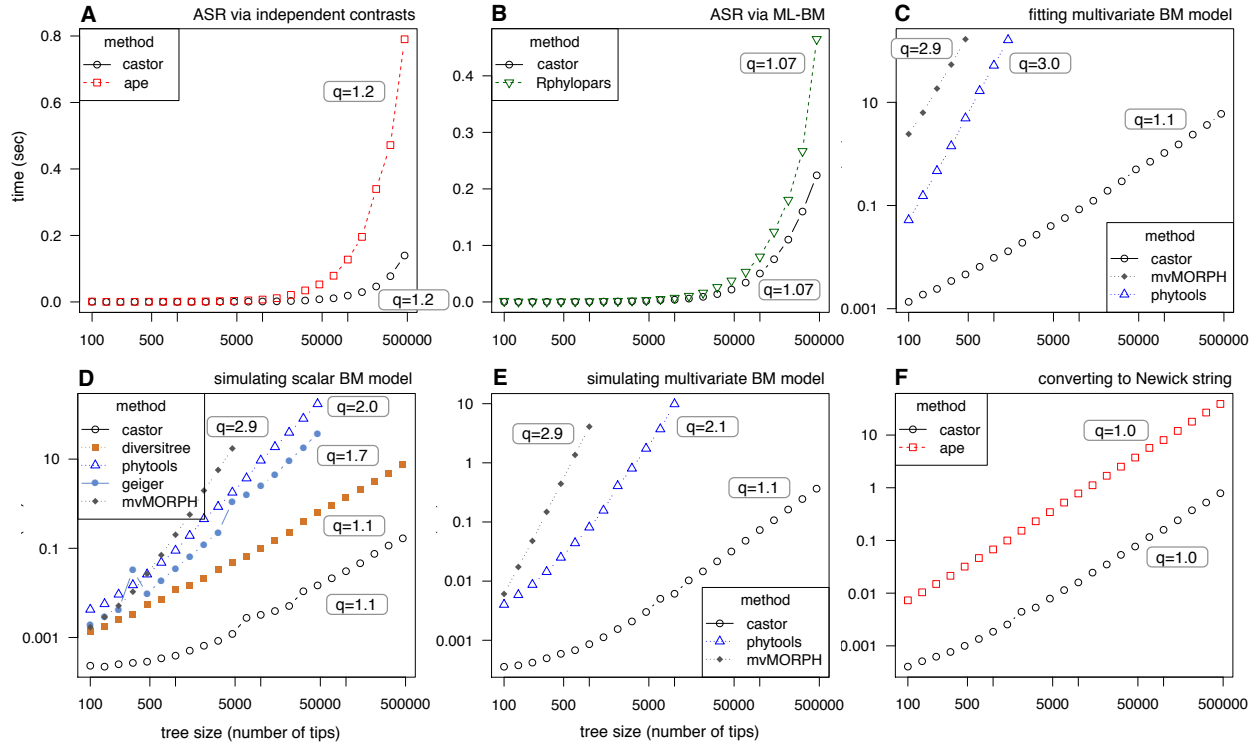 A ASR via independent contrasts
method
castor
ape
q=1.2
q=1.2
time (sec)
0.8
0.6
0.4
0.2
0.0
100 500 5000 50000 500000
B ASR via ML-BM
method
castor
Rphylopars
q=1.07
q=1.07
0.4
0.3
0.2
0.1
0.0
100 500 5000 50000 500000
C fitting multivariate BM model
q=2.9
q=3.0
q=1.1
10
0.1
0.001
method
castor
mvMORPH
phytools
100 500 5000 50000 500000
D simulating scalar BM model
method
castor
diversitree
phytools
geiger
mvMORPH
q=2.9
q=2.0
q=1.7
q=1.1
q=1.1
10
0.1
0.001
100 500 5000 50000 500000
tree size (number of tips)
E simulating multivariate BM model
q=2.9
q=2.1
q=1.1
10
1
0.1
0.01
0.001
method
castor
phytools
mvMORPH
100 500 5000 50000 500000
tree size (number of tips)
F converting to Newick string
method
castor
ape
q=1.0
q=1.0
10
1
0.1
0.01
0.001
100 500 5000 50000 500000
tree size (number of tips)